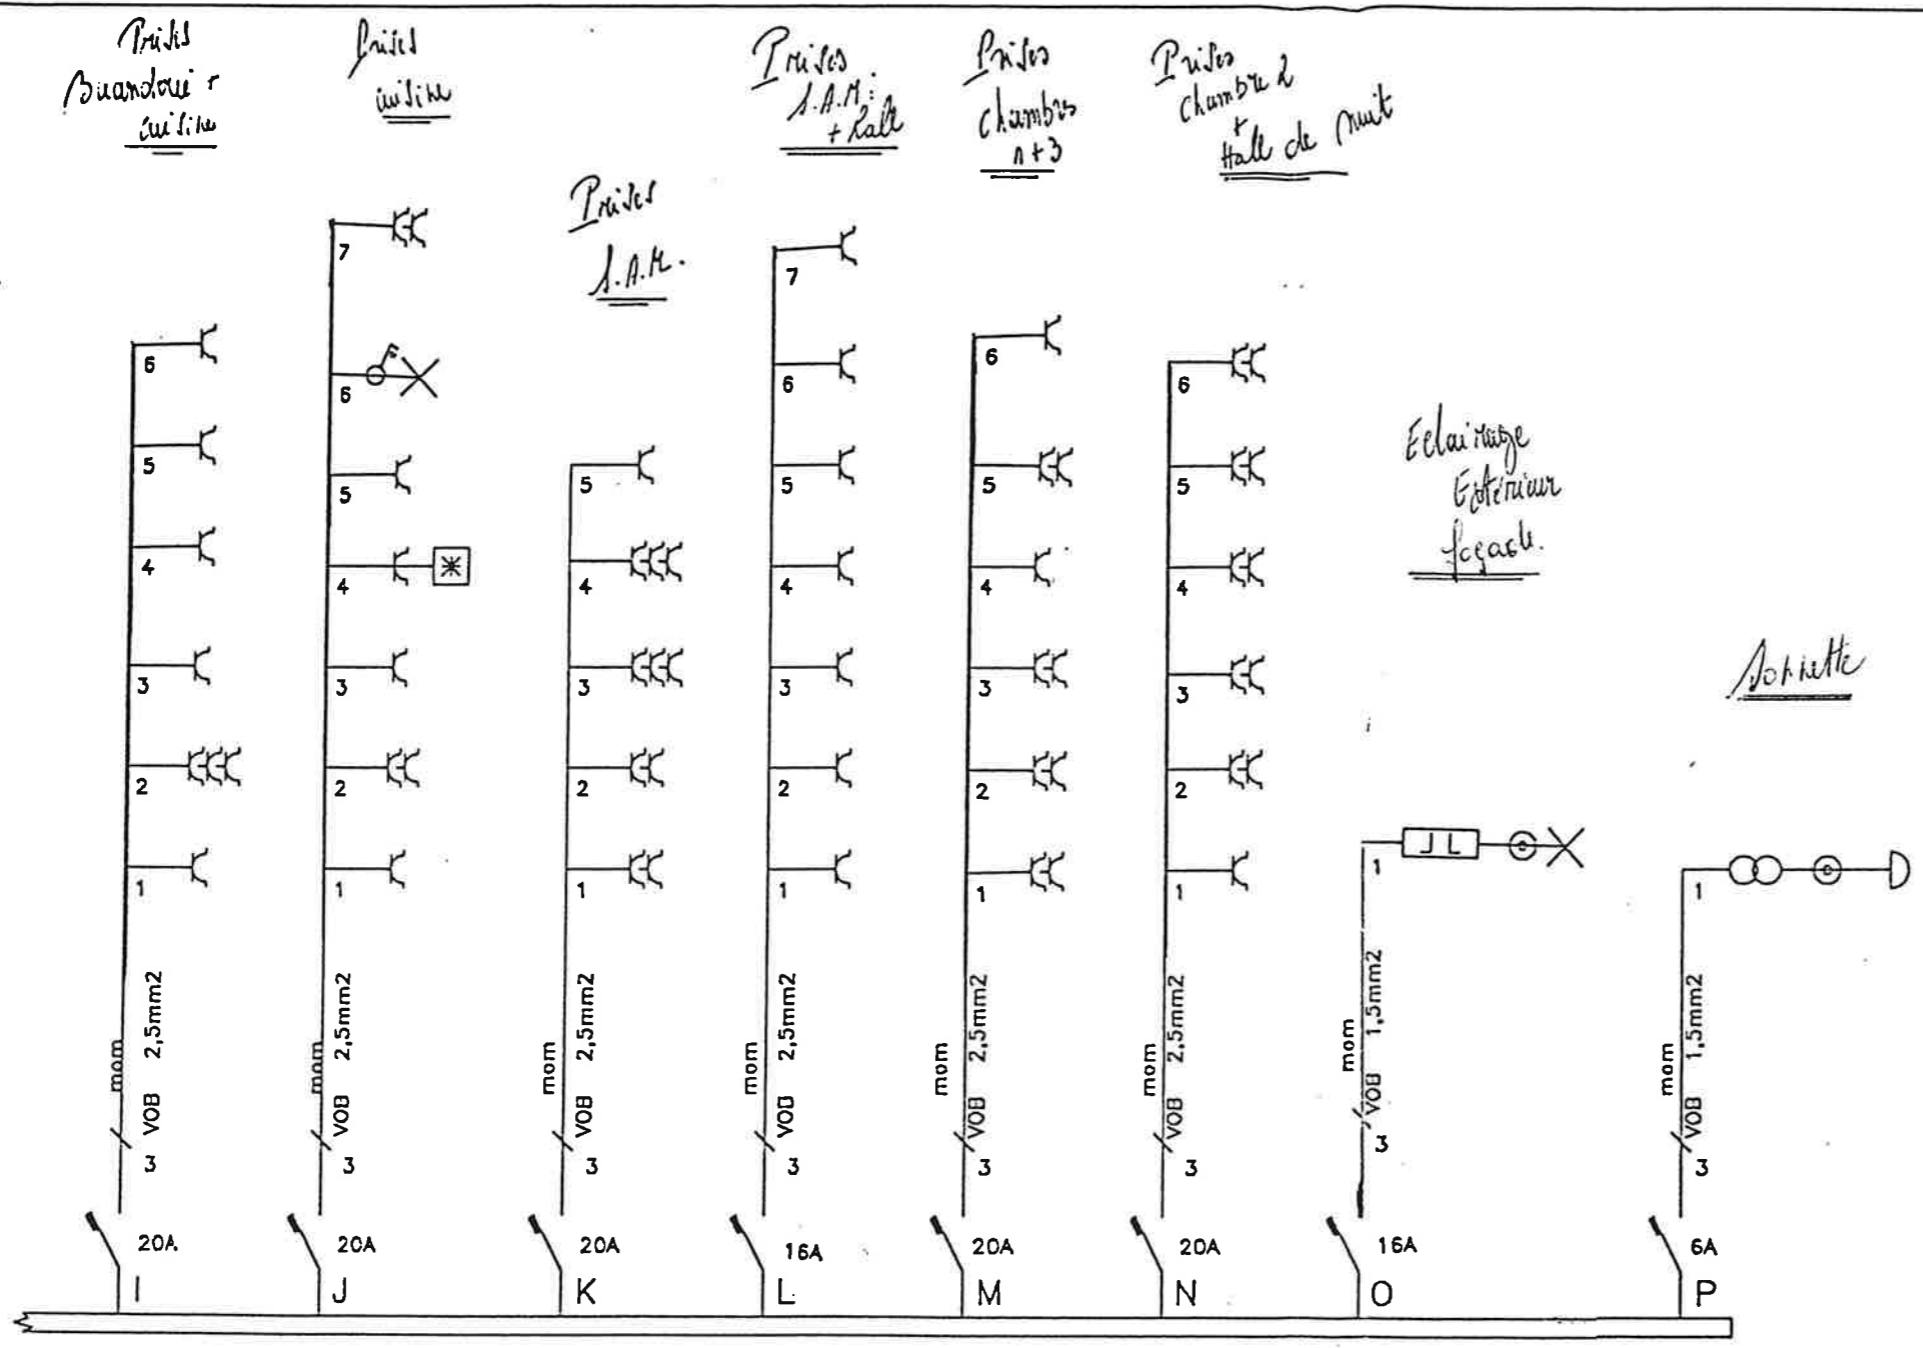 Prises
Buanderie +
cuisine
Prises
cuisine
Prises
S.A.M.
Prises
S.A.M.
+ Hall
Prises
Chambres
1+3
Prises
Chambre 2
+
Hall de nuit
Eclairage
Extérieur
façade.
Sonnette
6
5
4
3
2
1
mom
VOB 2,5mm2
3
20A
I
7
6
5
4
3
2
1
mom
VOB 2,5mm2
3
20A
J
5
4
3
2
1
mom
VOB 2,5mm2
3
20A
K
7
6
5
4
3
2
1
mom
VOB 2,5mm2
3
16A
L
6
5
4
3
2
1
mom
VOB 2,5mm2
3
20A
M
6
5
4
3
2
1
mom
VOB 2,5mm2
3
20A
N
JL
1
mom
VOB 1,5mm2
3
16A
O
1
mom
VOB 1,5mm2
3
6A
P